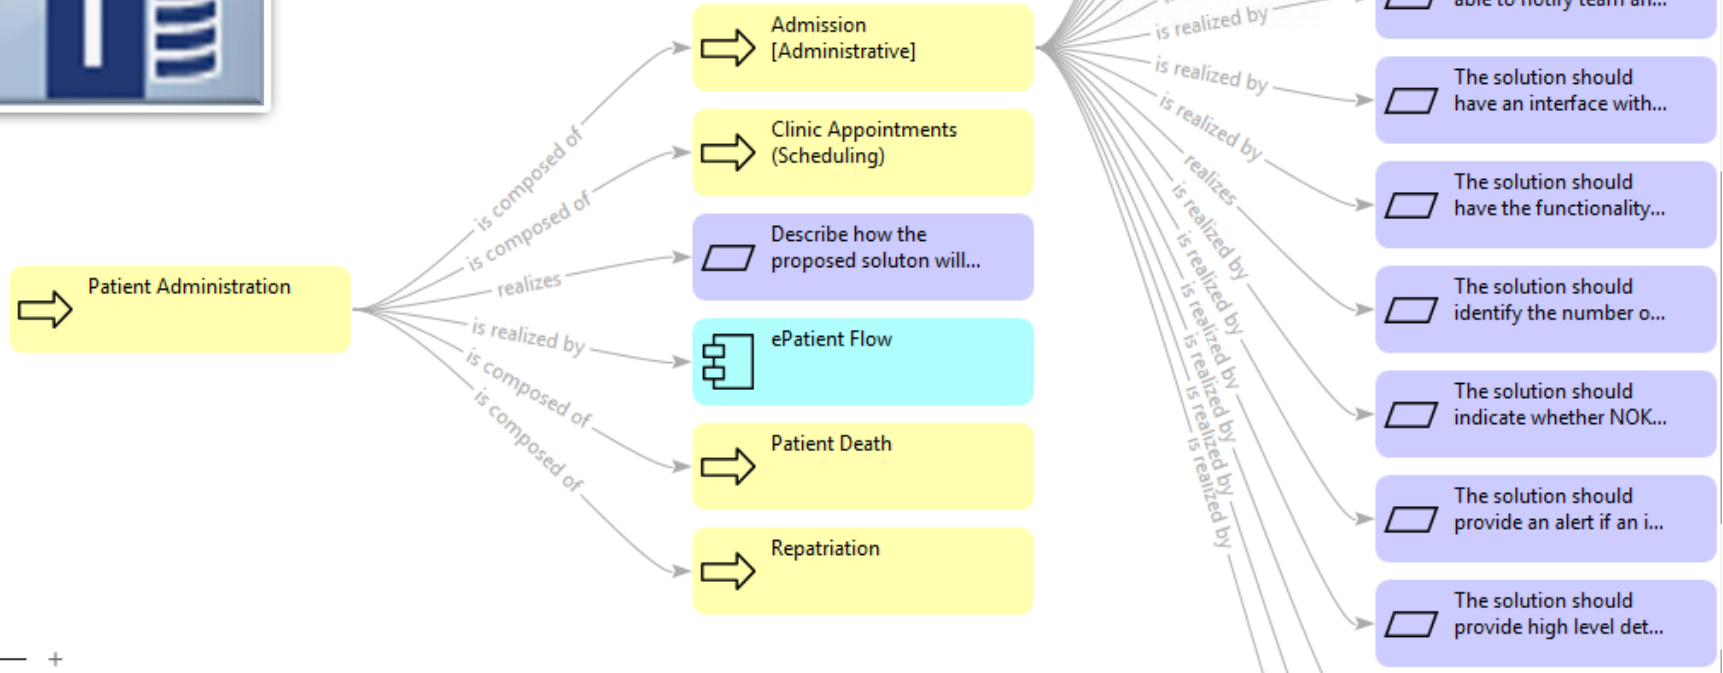 Patient Administration
is composed of
is composed of
realizes
is realized by
is composed of
is composed of
Admission
[Administrative]
Clinic Appointments
(Scheduling)
Describe how the
proposed soluton will...
ePatient Flow
Patient Death
Repatriation
is realized by
is realized by
is realized by
realizes
is realized by
is realized by
is realized by
is realized by
is realized by
is realized by
able to notify team an...
The solution should
have an interface with...
The solution should
have the functionality...
The solution should
identify the number o...
The solution should
indicate whether NOK...
The solution should
provide an alert if an i...
The solution should
provide high level det...